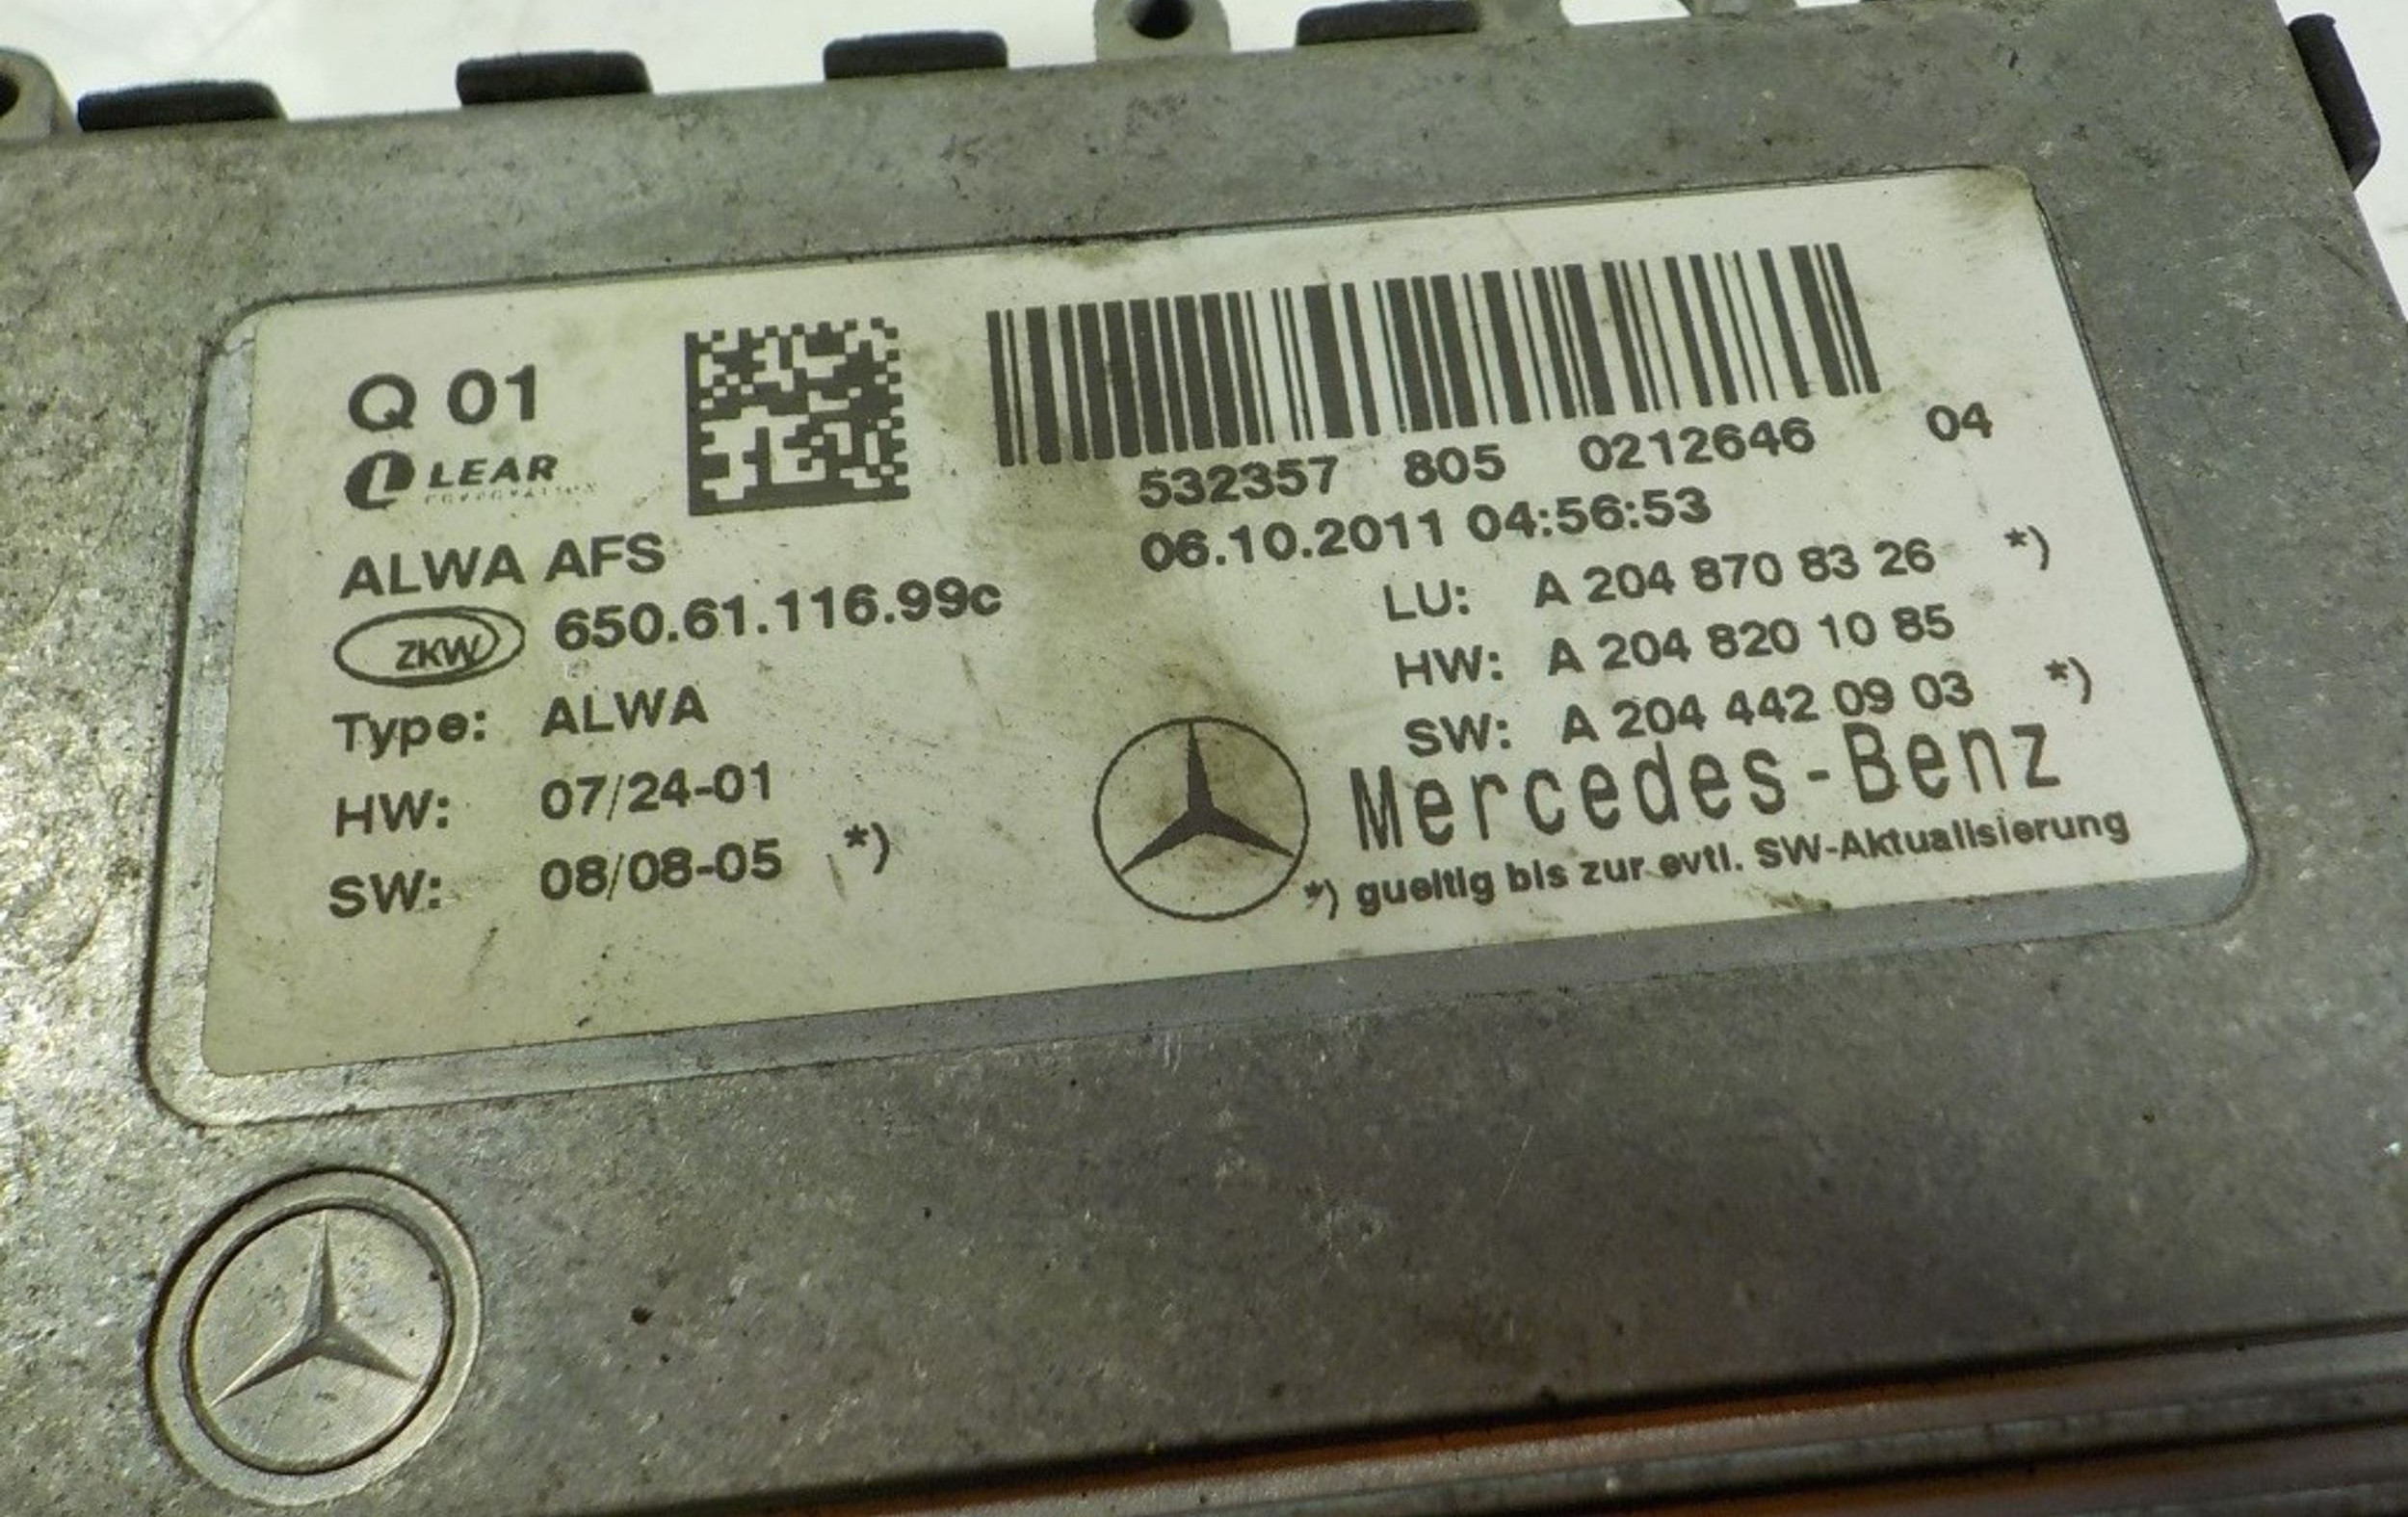 Q 01
LEAR
CORPORATION
ALWA AFS
ZKW 650.61.116.99c
Type: ALWA
HW: 07/24-01
SW: 08/08-05 *)
532357 805 0212646 04
06.10.2011 04:56:53
LU: A 204 870 83 26 *)
HW: A 204 820 10 85
SW: A 204 442 09 03 *)
Mercedes-Benz
*) gueltig bis zur evtl. SW-Aktualisierung